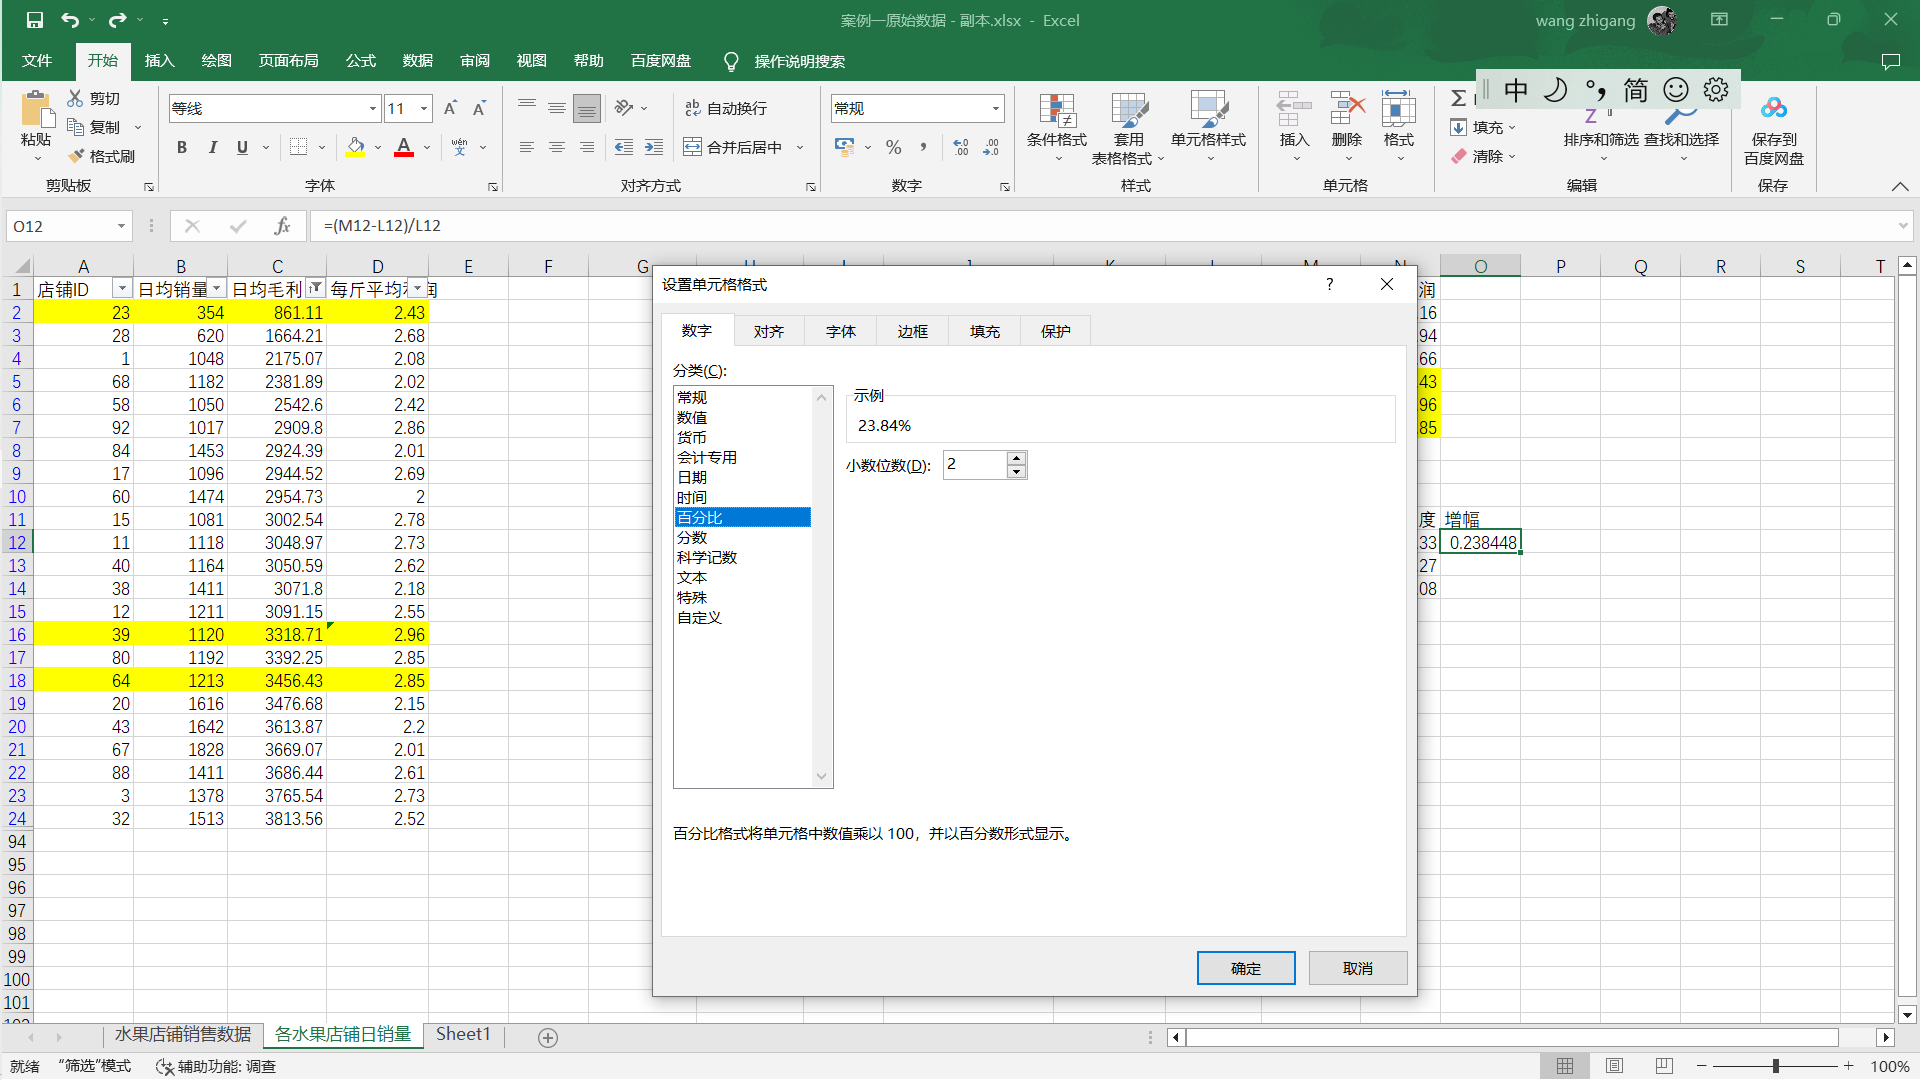 案例一原始数据 - 副本.xlsx - Excel
wang zhigang
文件 开始 插入 绘图 页面布局 公式 数据 审阅 视图 帮助 百度网盘 操作说明搜索
中 简
粘贴 剪切 复制 格式刷
等线 11
B I U A wén 文
ab 自动换行
合并后居中
常规
%
条件格式 套用 表格格式 单元格样式
插入 删除 格式
填充 清除
排序和筛选 查找和选择
保存到 百度网盘
剪贴板 字体 对齐方式 数字 样式 单元格 编辑 保存
O12 fx =(M12-L12)/L12
A B C D E F G N O P Q R S T
1 店铺ID 日均销量 日均毛利 每斤平均利润
2 23 354 861.11 2.43
3 28 620 1664.21 2.68
4 1 1048 2175.07 2.08
5 68 1182 2381.89 2.02
6 58 1050 2542.6 2.42
7 92 1017 2909.8 2.86
8 84 1453 2924.39 2.01
9 17 1096 2944.52 2.69
10 60 1474 2954.73 2
11 15 1081 3002.54 2.78
12 11 1118 3048.97 2.73
13 40 1164 3050.59 2.62
14 38 1411 3071.8 2.18
15 12 1211 3091.15 2.55
16 39 1120 3318.71 2.96
17 80 1192 3392.25 2.85
18 64 1213 3456.43 2.85
19 20 1616 3476.68 2.15
20 43 1642 3613.87 2.2
21 67 1828 3669.07 2.01
22 88 1411 3686.44 2.61
23 3 1378 3765.54 2.73
24 32 1513 3813.56 2.52
94
95
96
97
98
99
100
101
设置单元格格式 ?
数字 对齐 字体 边框 填充 保护
分类(C):
常规
数值
货币
会计专用
日期
时间
百分比
分数
科学记数
文本
特殊
自定义
示例
23.84%
小数位数(D): 2
百分比格式将单元格中数值乘以 100，并以百分数形式显示。
确定 取消
润
16
94
66
43
96
85
度 增幅
33 0.238448
27
08
水果店铺销售数据 各水果店铺日销量 Sheet1
就绪 “筛选”模式 辅助功能: 调查 100%